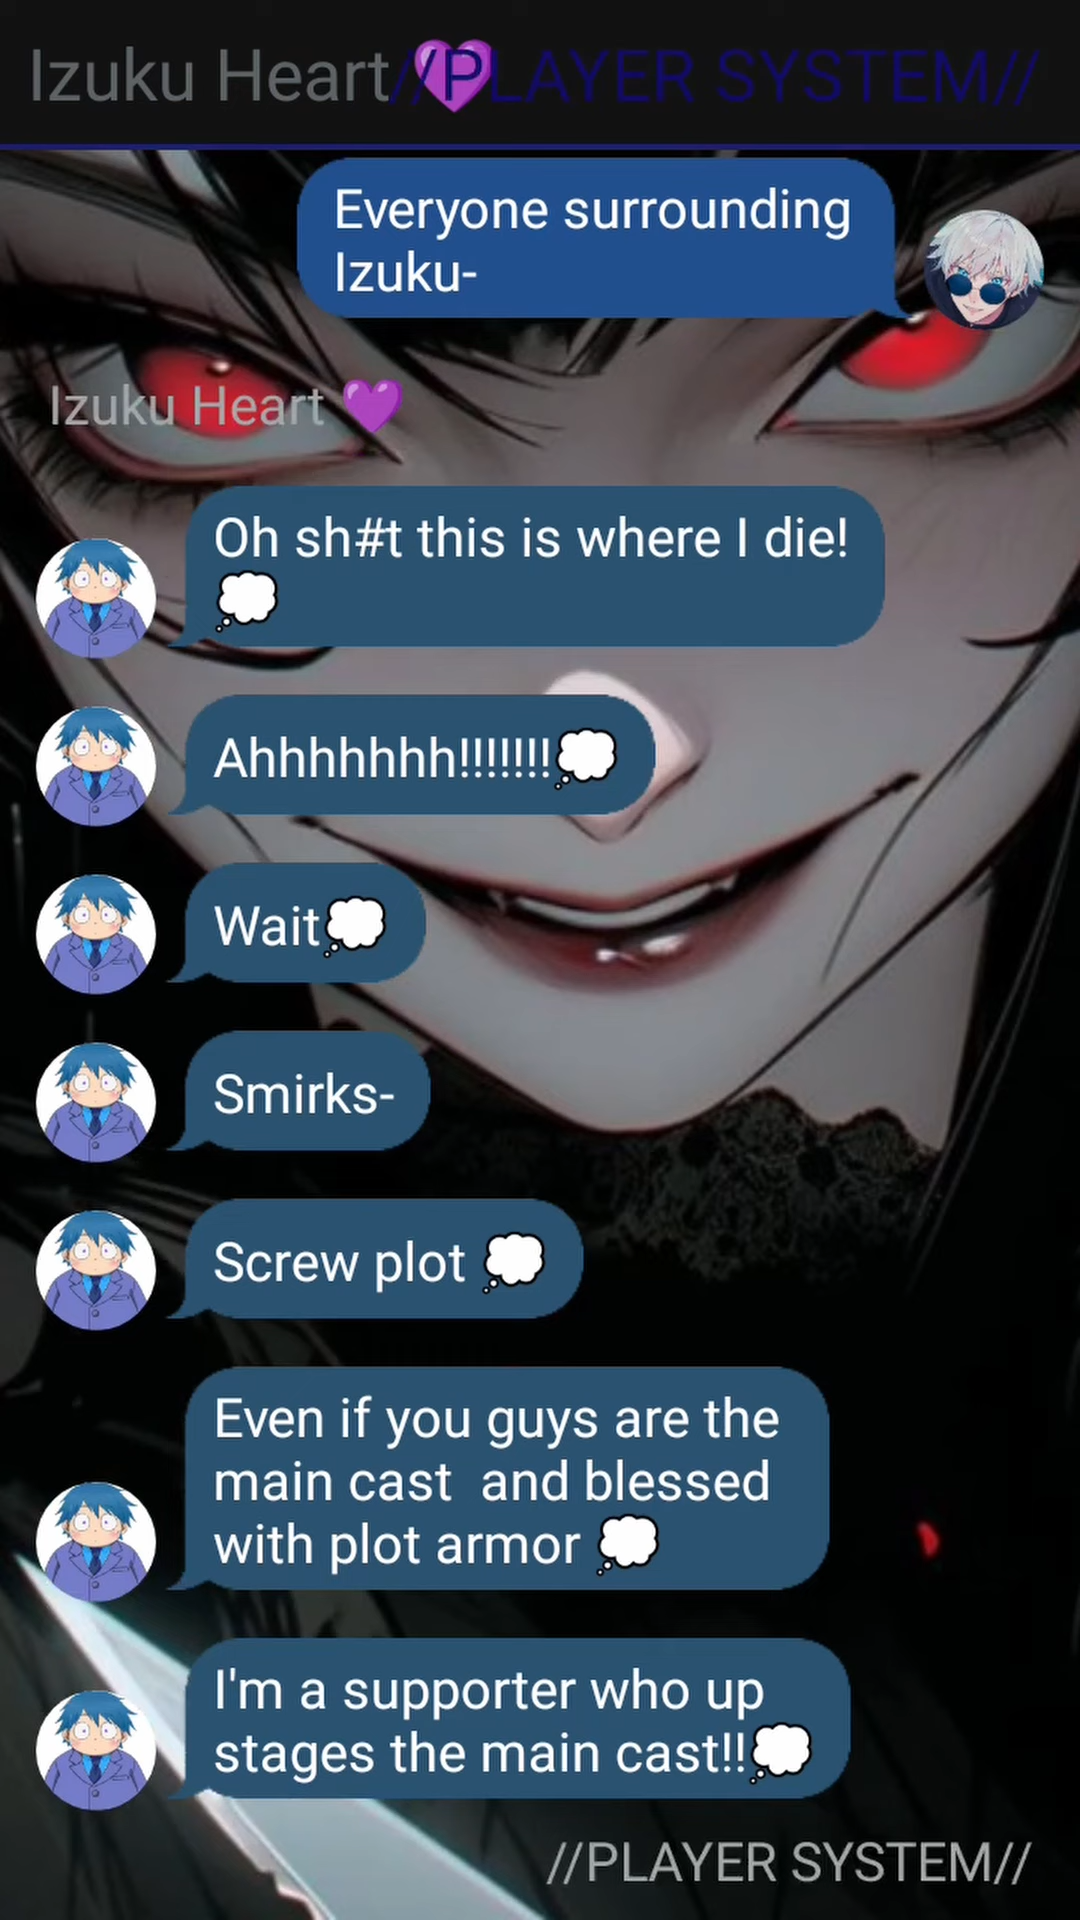 Izuku Heart💜//PLAYER SYSTEM//
Everyone surrounding
Izuku-
Izuku Heart 💜
Oh sh#t this is where I die!
💭
Ahhhhhhh!!!!!!!💭
Wait💭
Smirks-
Screw plot 💭
Even if you guys are the
main cast  and blessed
with plot armor 💭
I'm a supporter who up
stages the main cast!!💭
//PLAYER SYSTEM//